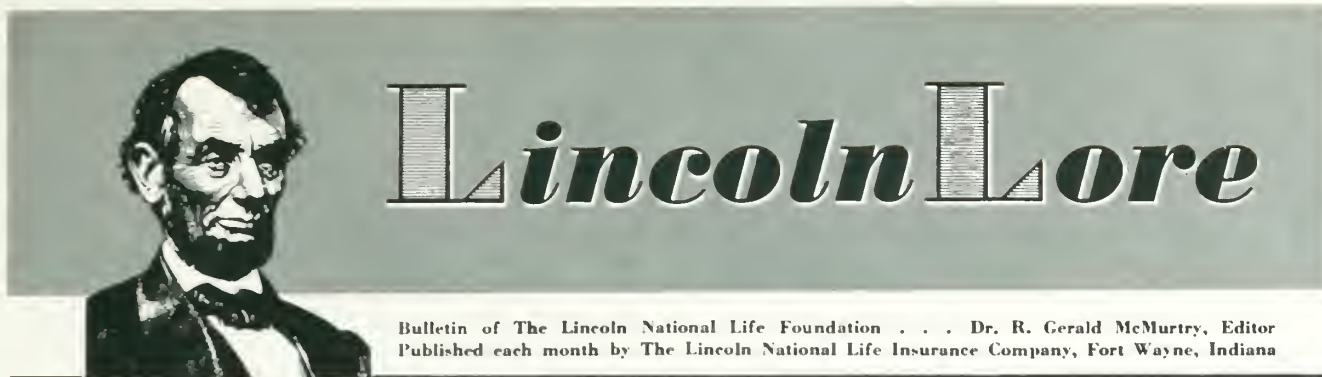 Lincoln Lore
Bulletin of The Lincoln National Life Foundation . . . Dr. R. Gerald McMurtry, Editor
Published each month by The Lincoln National Life Insurance Company, Fort Wayne, Indiana